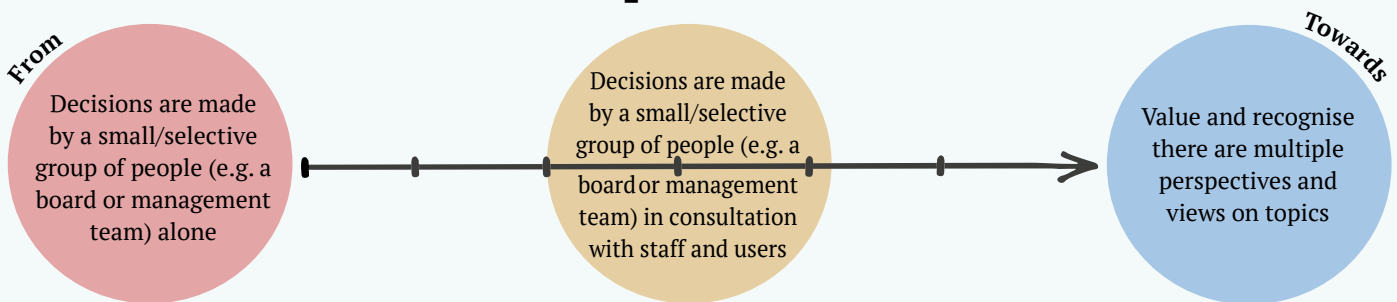 From
Decisions are made
by a small/selective
group of people (e.g. a
board or management
team) alone
Decisions are made
by a small/selective
group of people (e.g. a
board or management
team) in consultation
with staff and users
Towards
Value and recognise
there are multiple
perspectives and
views on topics